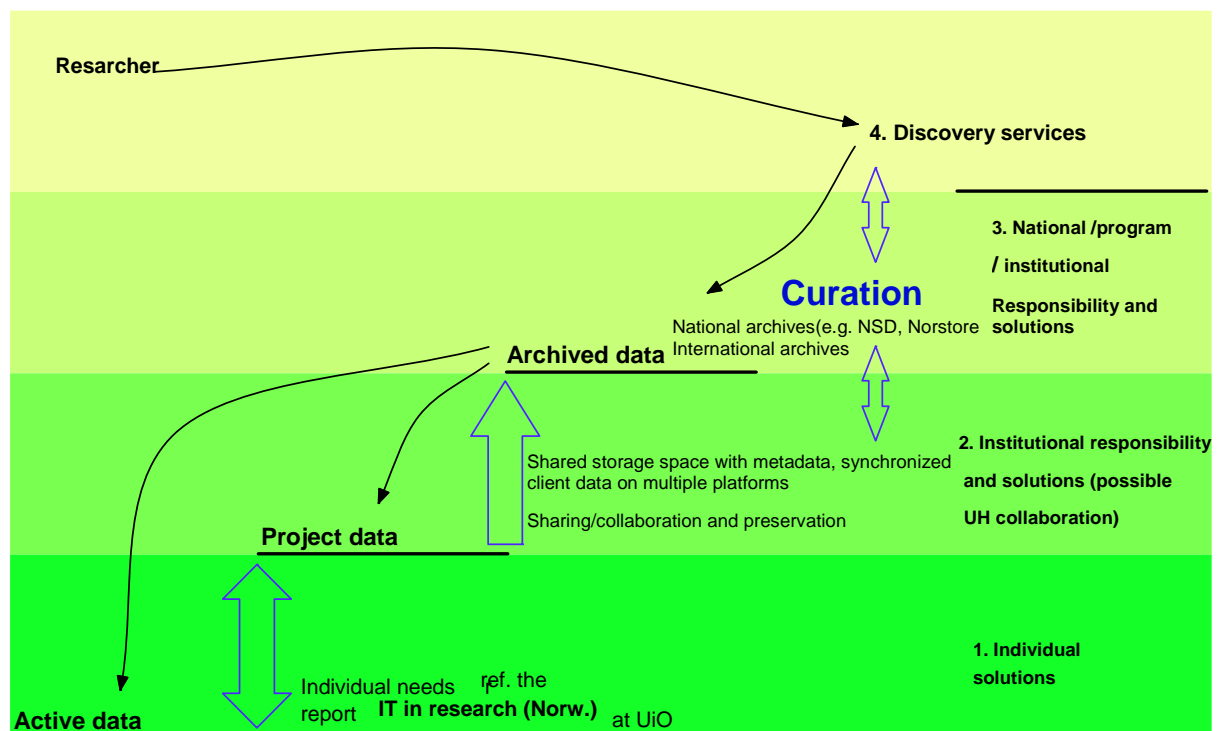 Resarcher
4. Discovery services
3. National /program
/ institutional
Responsibility and
solutions
Curation
National archives(e.g. NSD, Norstore
International archives
Archived data
2. Institutional responsibility
and solutions (possible
UH collaboration)
Shared storage space with metadata, synchronized
client data on multiple platforms
Sharing/collaboration and preservation
Project data
1. Individual
solutions
Individual needs ref. the
report IT in research (Norw.) at UiO
Active data